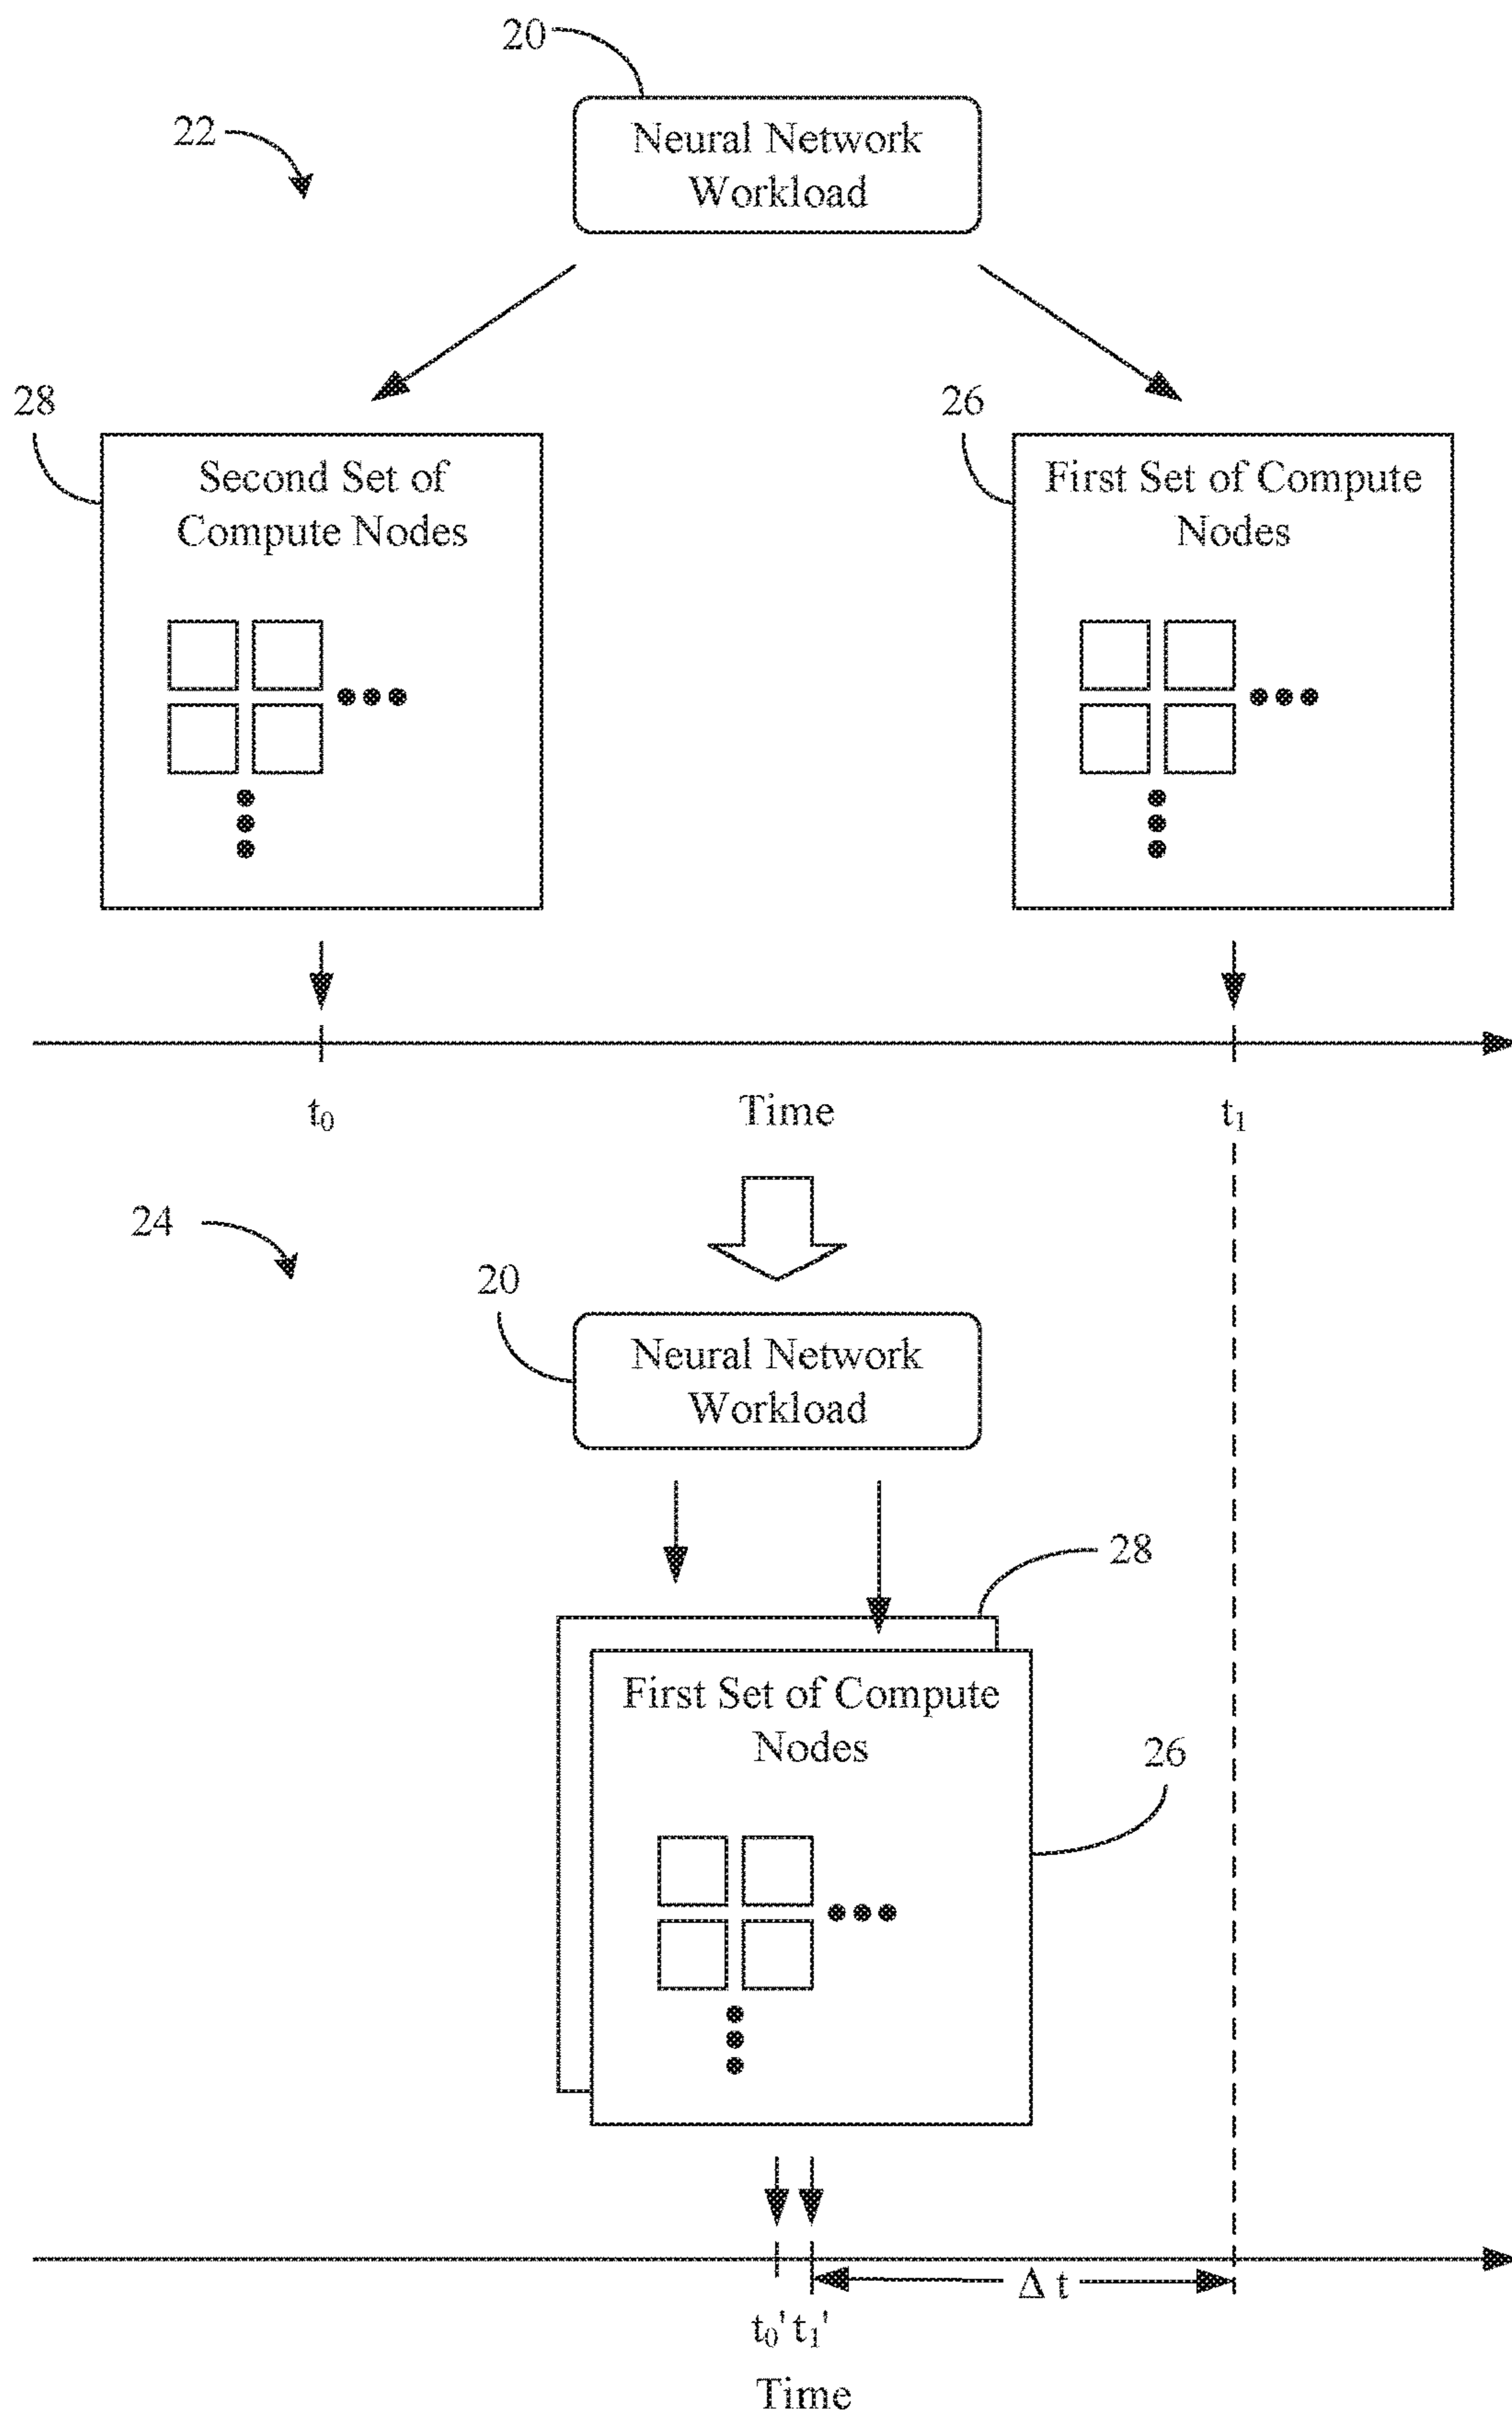 20
22
Neural Network
Workload
28
26
Second Set of
Compute Nodes
First Set of Compute
Nodes
t₀
Time
t₁
24
20
Neural Network
Workload
28
First Set of Compute
Nodes
26
Δ t
t₀' t₁'
Time